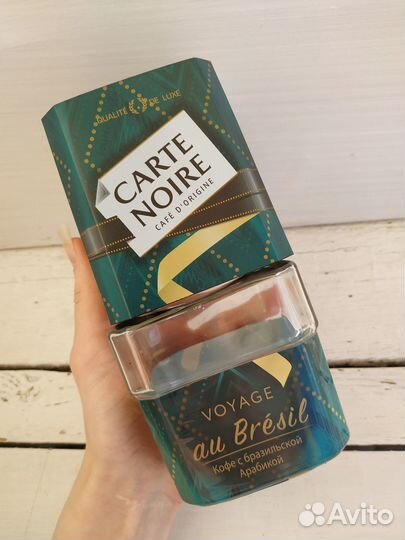 QUALITÉ DE LUXE
CARTE
NOIRE
CAFÉ D'ORIGINE
VOYAGE
au Brésil
Кофе с бразильской
Арабикой
Avito